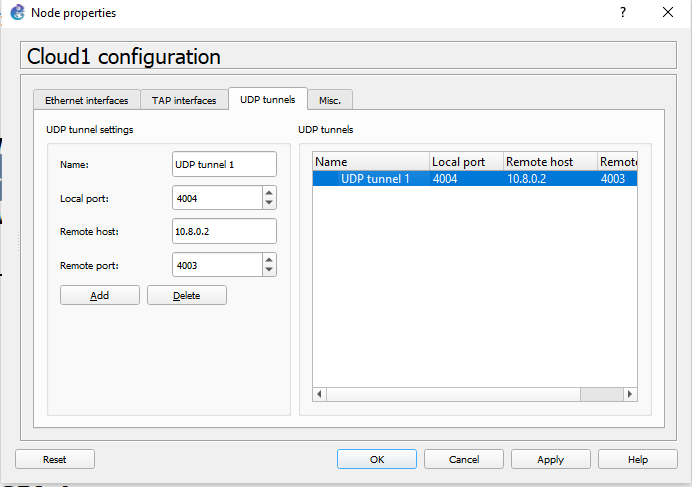 Node properties
?
Cloud1 configuration
Ethernet interfaces TAP interfaces UDP tunnels Misc.
UDP tunnel settings
Name: UDP tunnel 1
Local port: 4004
Remote host: 10.8.0.2
Remote port: 4003
Add Delete
UDP tunnels
Name Local port Remote host Remote
UDP tunnel 1 4004 10.8.0.2 4003
Reset OK Cancel Apply Help